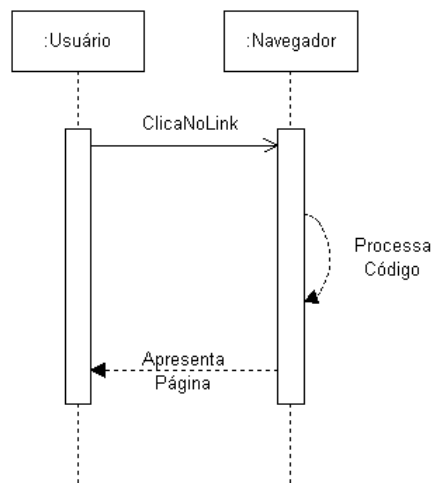 :Usuário
:Navegador
ClicaNoLink
Processa
Código
Apresenta
Página